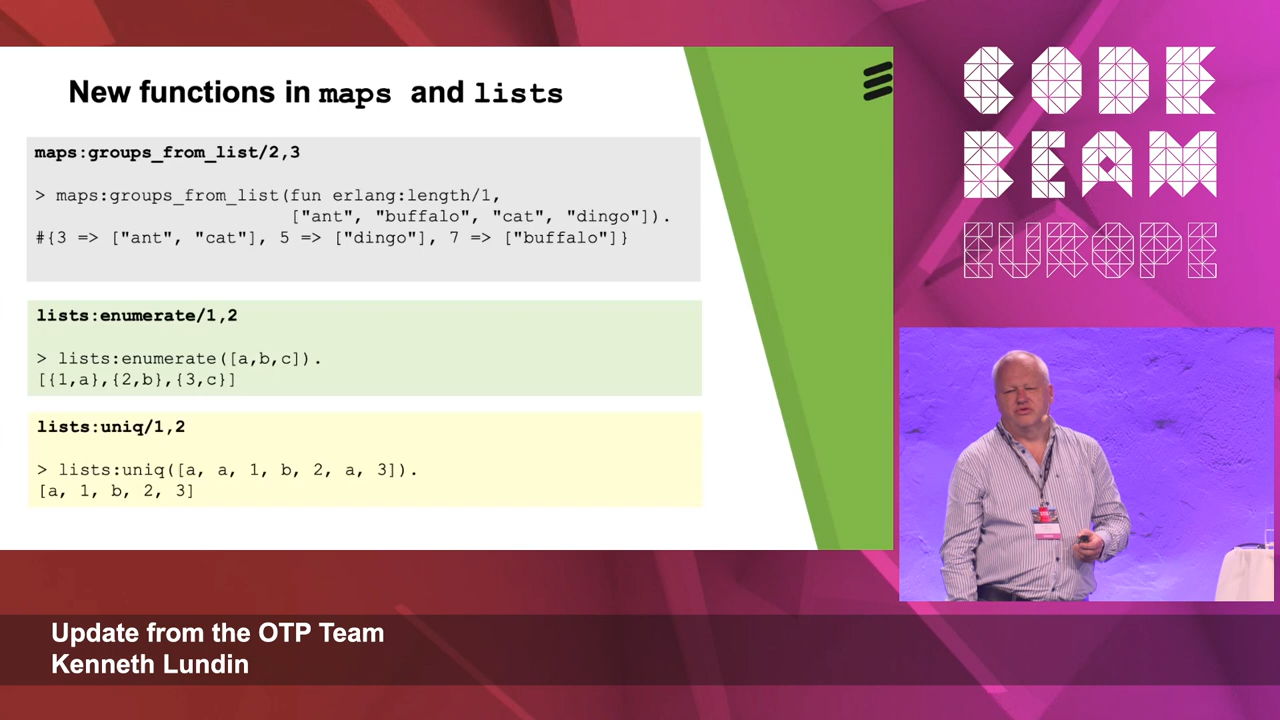 New functions in maps and lists
maps:groups_from_list/2,3
> maps:groups_from_list(fun erlang:length/1,
["ant", "buffalo", "cat", "dingo"]).
#{3 => ["ant", "cat"], 5 => ["dingo"], 7 => ["buffalo"]}
lists:enumerate/1,2
> lists:enumerate([a,b,c]).
[{1,a},{2,b},{3,c}]
lists:uniq/1,2
> lists:uniq([a, a, 1, b, 2, a, 3]).
[a, 1, b, 2, 3]
CODE
BEAM
EUROPE
Update from the OTP Team
Kenneth Lundin